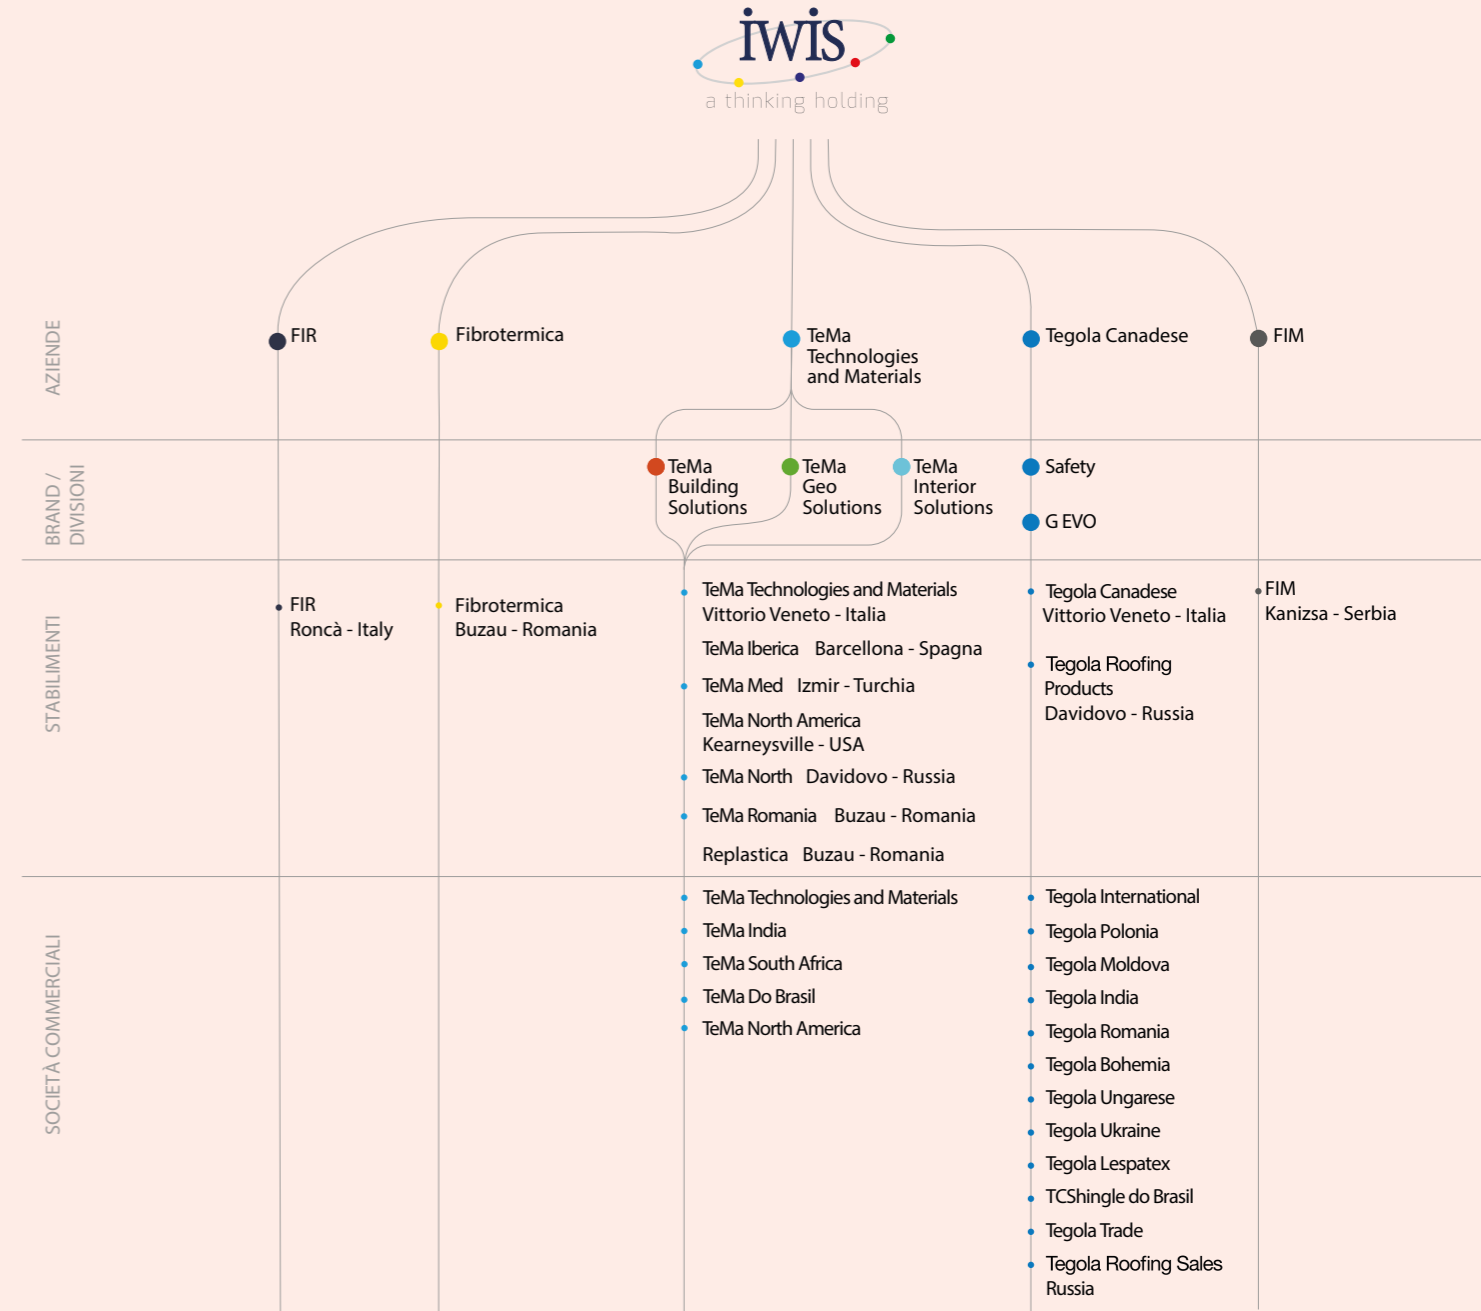 iwis
a thinking holding
AZIENDE
FIR
Fibrotermica
TeMa
Technologies
and Materials
Tegola Canadese
FIM
BRAND /
DIVISIONI
TeMa
Building
Solutions
TeMa
Geo
Solutions
TeMa
Interior
Solutions
Safety
G EVO
STABILIMENTI
FIR
Roncà - Italy
Fibrotermica
Buzau - Romania
TeMa Technologies and Materials
Vittorio Veneto - Italia
TeMa Iberica Barcellona - Spagna
TeMa Med Izmir - Turchia
TeMa North America
Kearneysville - USA
TeMa North Davidovo - Russia
TeMa Romania Buzau - Romania
Replastica Buzau - Romania
Tegola Canadese
Vittorio Veneto - Italia
Tegola Roofing
Products
Davidovo - Russia
FIM
Kanizsa - Serbia
SOCIETÀ COMMERCIALI
TeMa Technologies and Materials
TeMa India
TeMa South Africa
TeMa Do Brasil
TeMa North America
Tegola International
Tegola Polonia
Tegola Moldova
Tegola India
Tegola Romania
Tegola Bohemia
Tegola Ungarese
Tegola Ukraine
Tegola Lespatex
TCShingle do Brasil
Tegola Trade
Tegola Roofing Sales
Russia